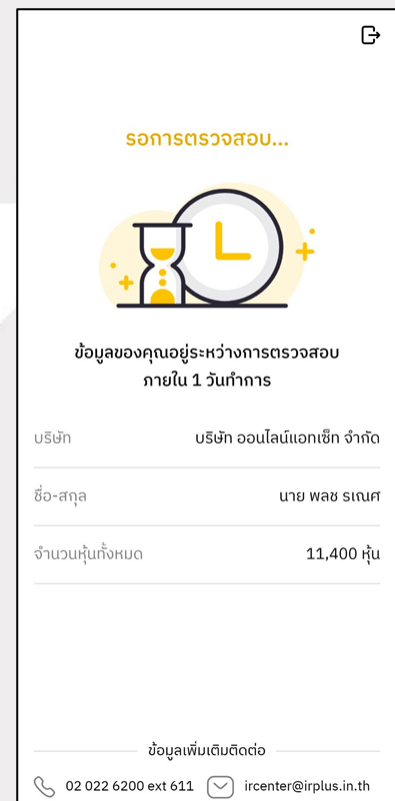 รอการตรวจสอบ...
ข้อมูลของคุณอยู่ระหว่างการตรวจสอบ
ภายใน 1 วันทำการ
บริษัท บริษัท ออนไลน์แอทเซ็ท จำกัด
ชื่อ-สกุล นาย พลช รเณศ
จำนวนหุ้นทั้งหมด 11,400 หุ้น
ข้อมูลเพิ่มเติมติดต่อ
02 022 6200 ext 611 ircenter@irplus.in.th